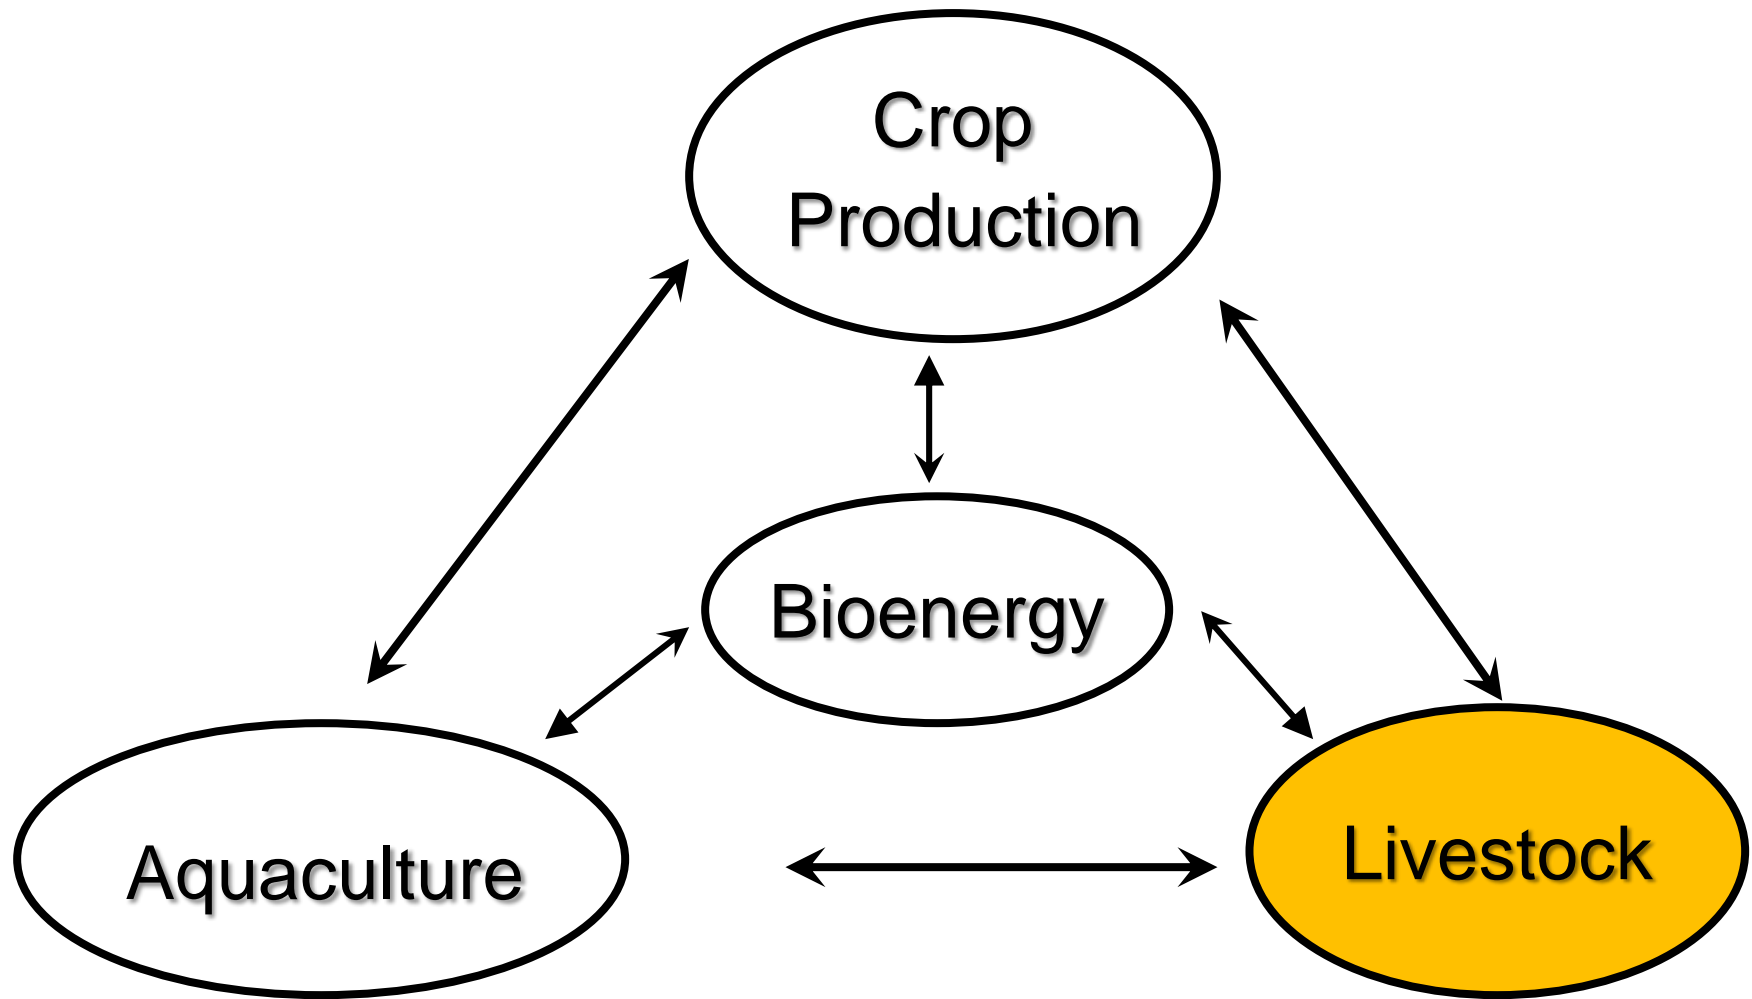 Crop
Production
Bioenergy
Aquaculture
Livestock